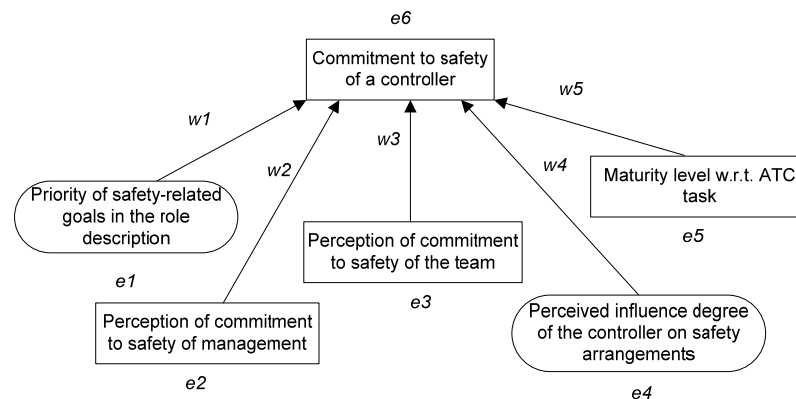 e6
Commitment to safety
of a controller
w1
w2
w3
w4
w5
Priority of safety-related
goals in the role
description
e1
Perception of commitment
to safety of management
e2
Perception of commitment
to safety of the team
e3
Perceived influence degree
of the controller on safety
arrangements
e4
Maturity level w.r.t. ATC
task
e5